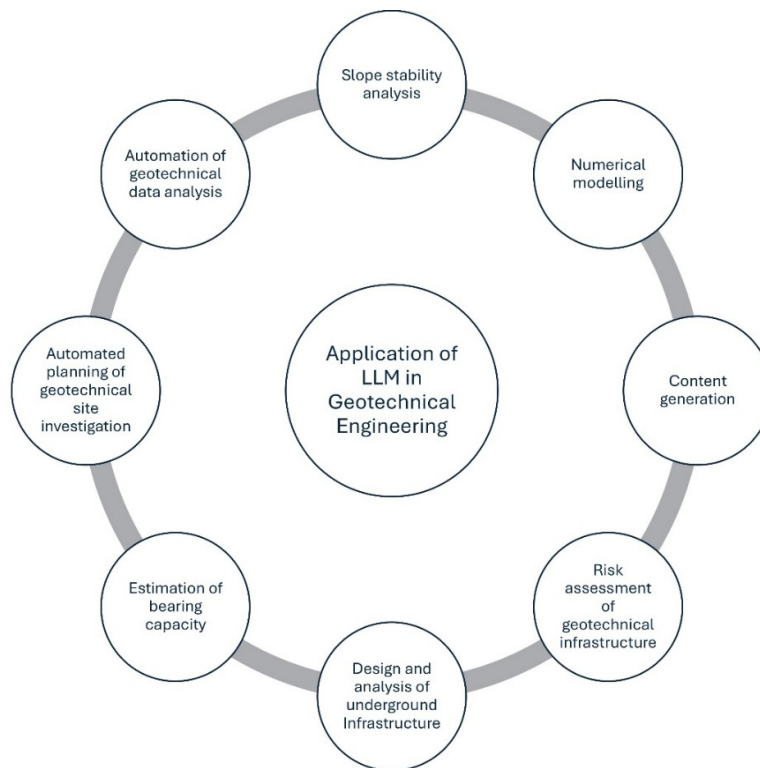 Slope stability
analysis
Numerical
modelling
Content
generation
Risk
assessment
of
geotechnical
infrastructure
Design and
analysis of
underground
Infrastructure
Estimation of
bearing
capacity
Automated
planning of
geotechnical
site
investigation
Automation of
geotechnical
data analysis
Application of
LLM in
Geotechnical
Engineering